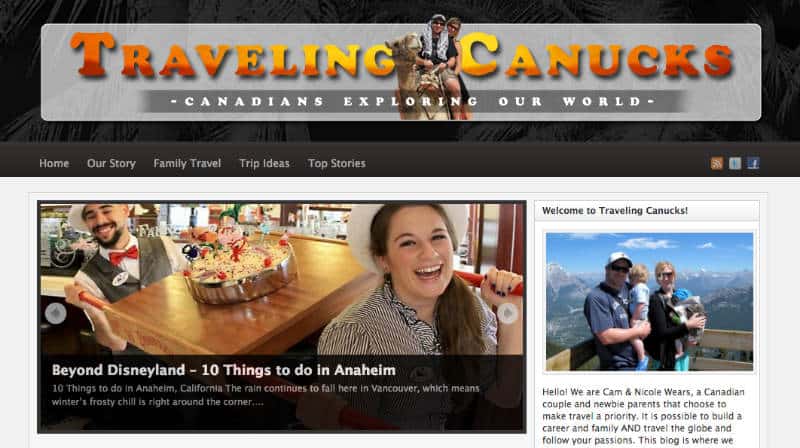 TRAVELING CANUCKS
-CANADIANS EXPLORING OUR WORLD-
Home Our Story Family Travel Trip Ideas Top Stories
Beyond Disneyland – 10 Things to do in Anaheim
10 Things to do in Anaheim, California The rain continues to fall here in Vancouver, which means
winter's frosty chill is right around the corner....
Welcome to Traveling Canucks!
Hello! We are Cam & Nicole Wears, a Canadian
couple and newbie parents that choose to
make travel a priority. It is possible to build a
career and family AND travel the globe and
follow your passions. This blog is where we